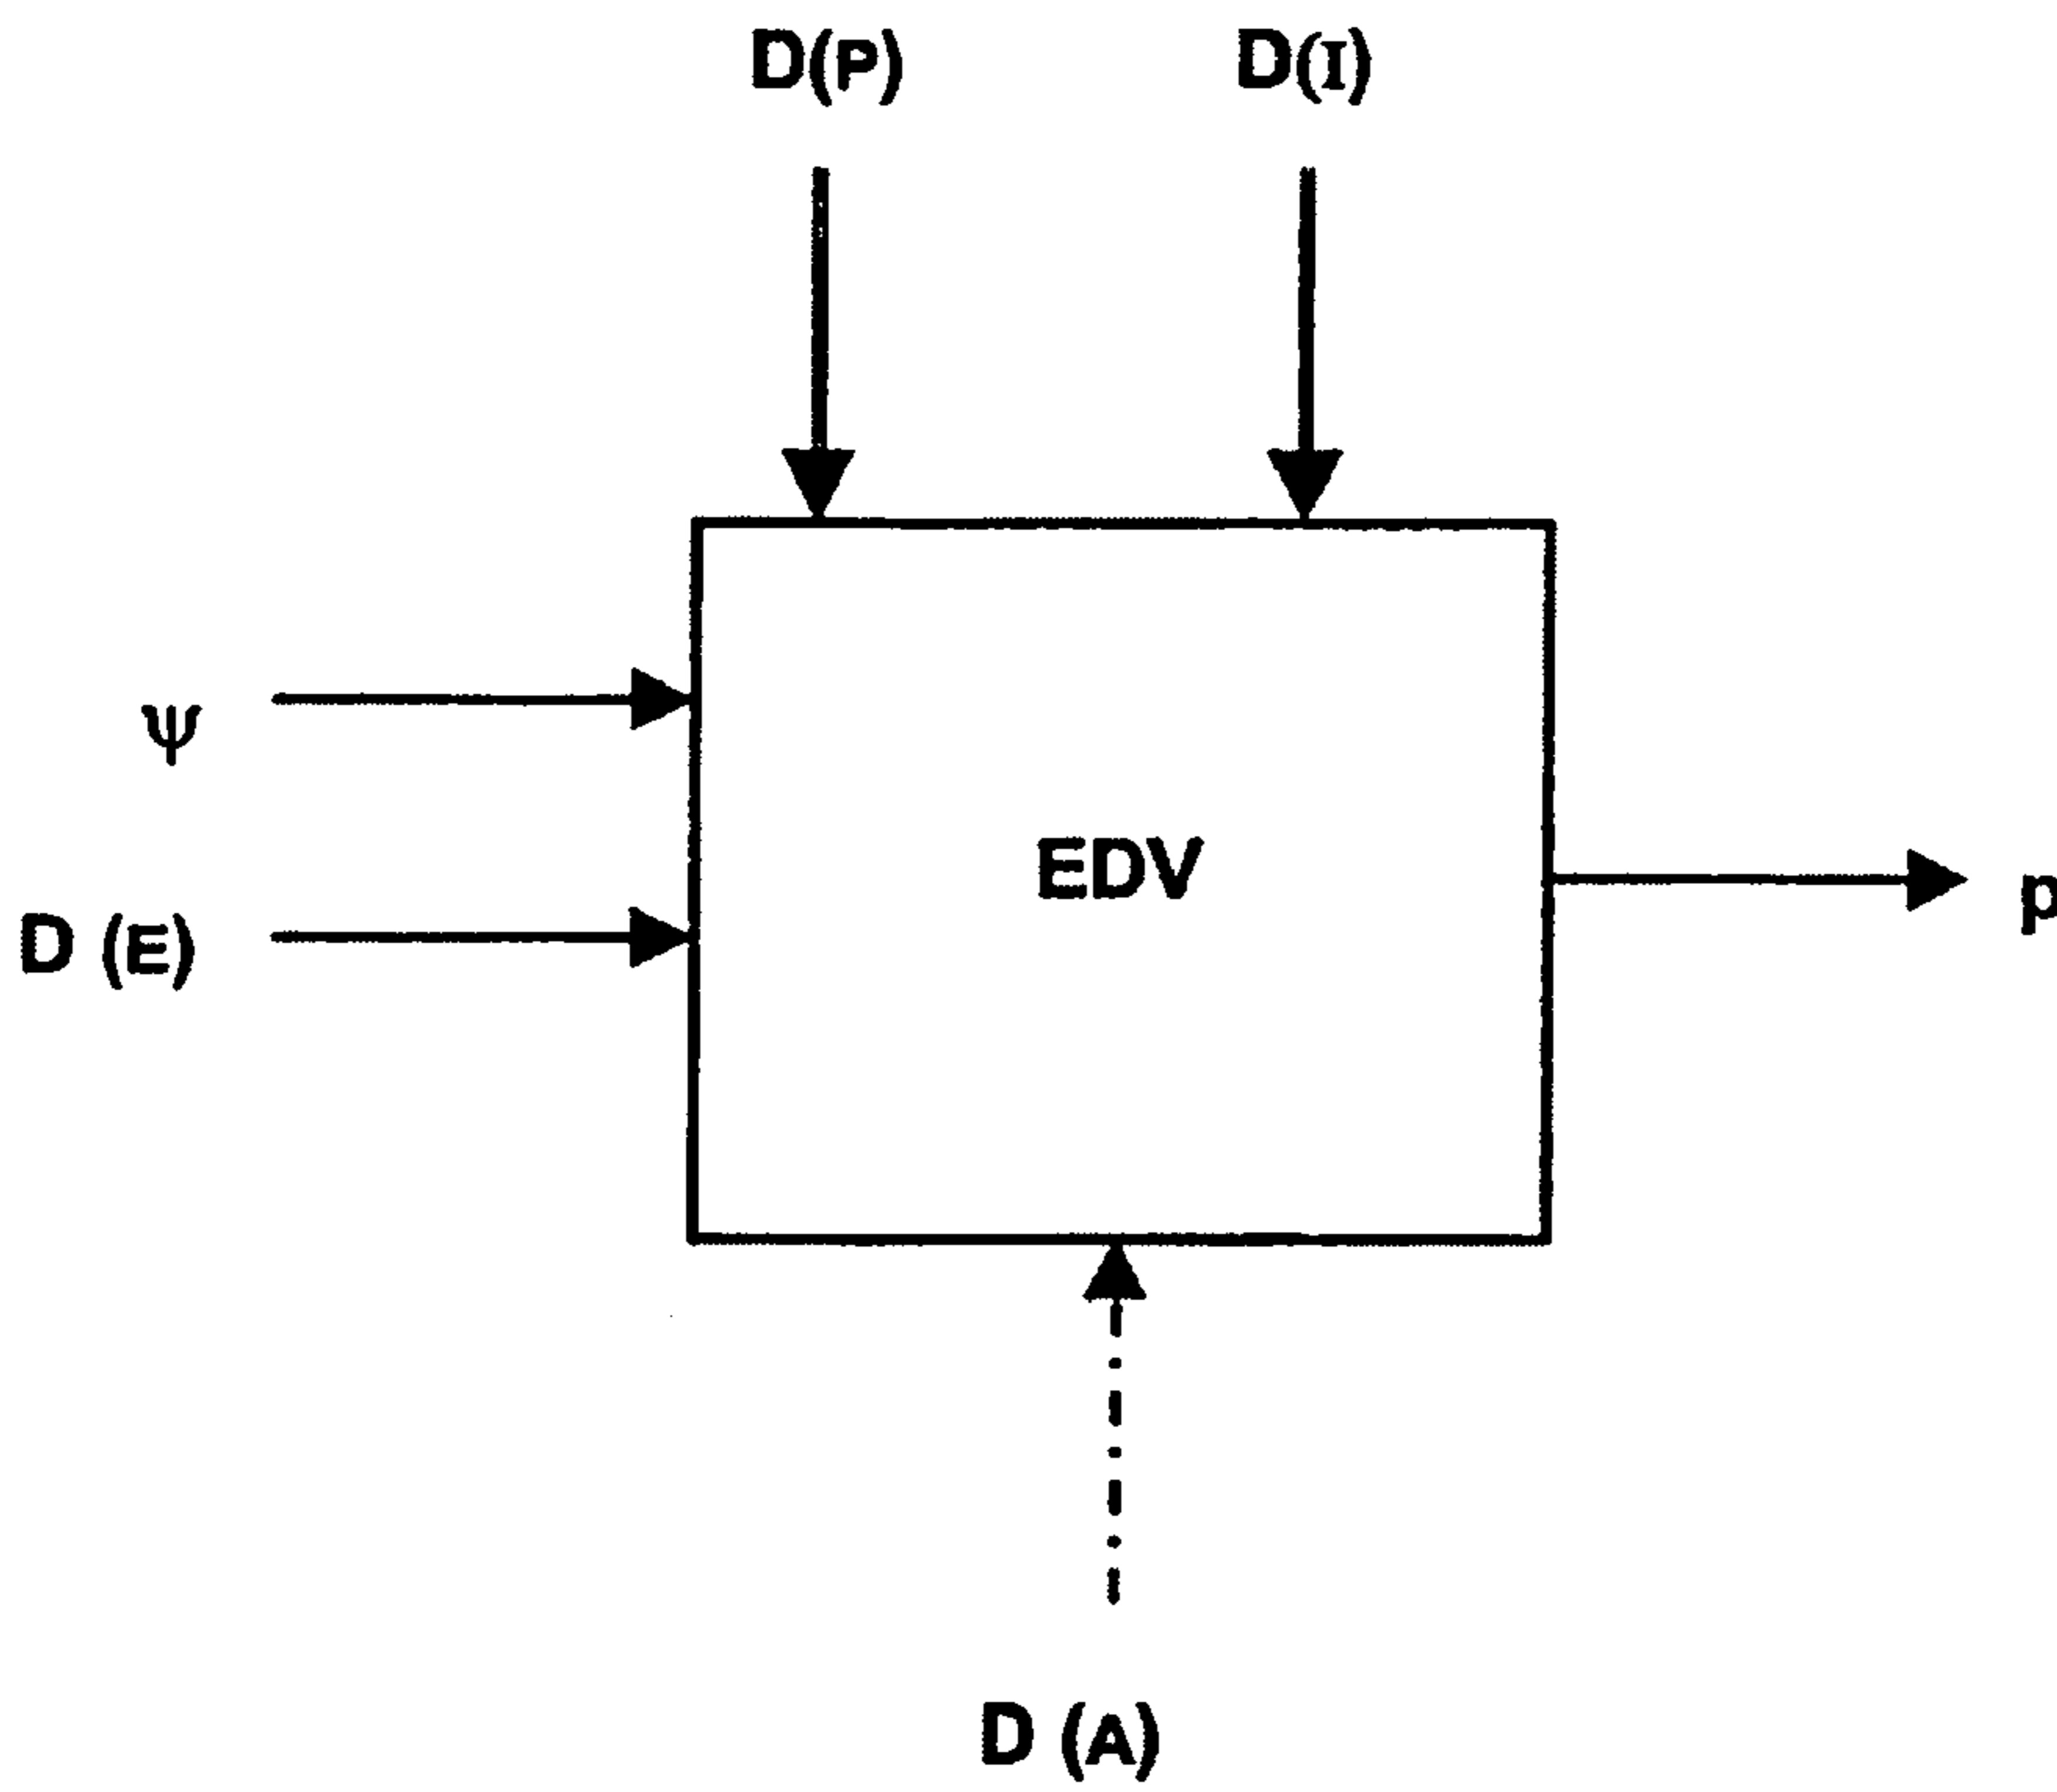 D(P) D(I)
ψ
EDV
p
D (E)
D (A)